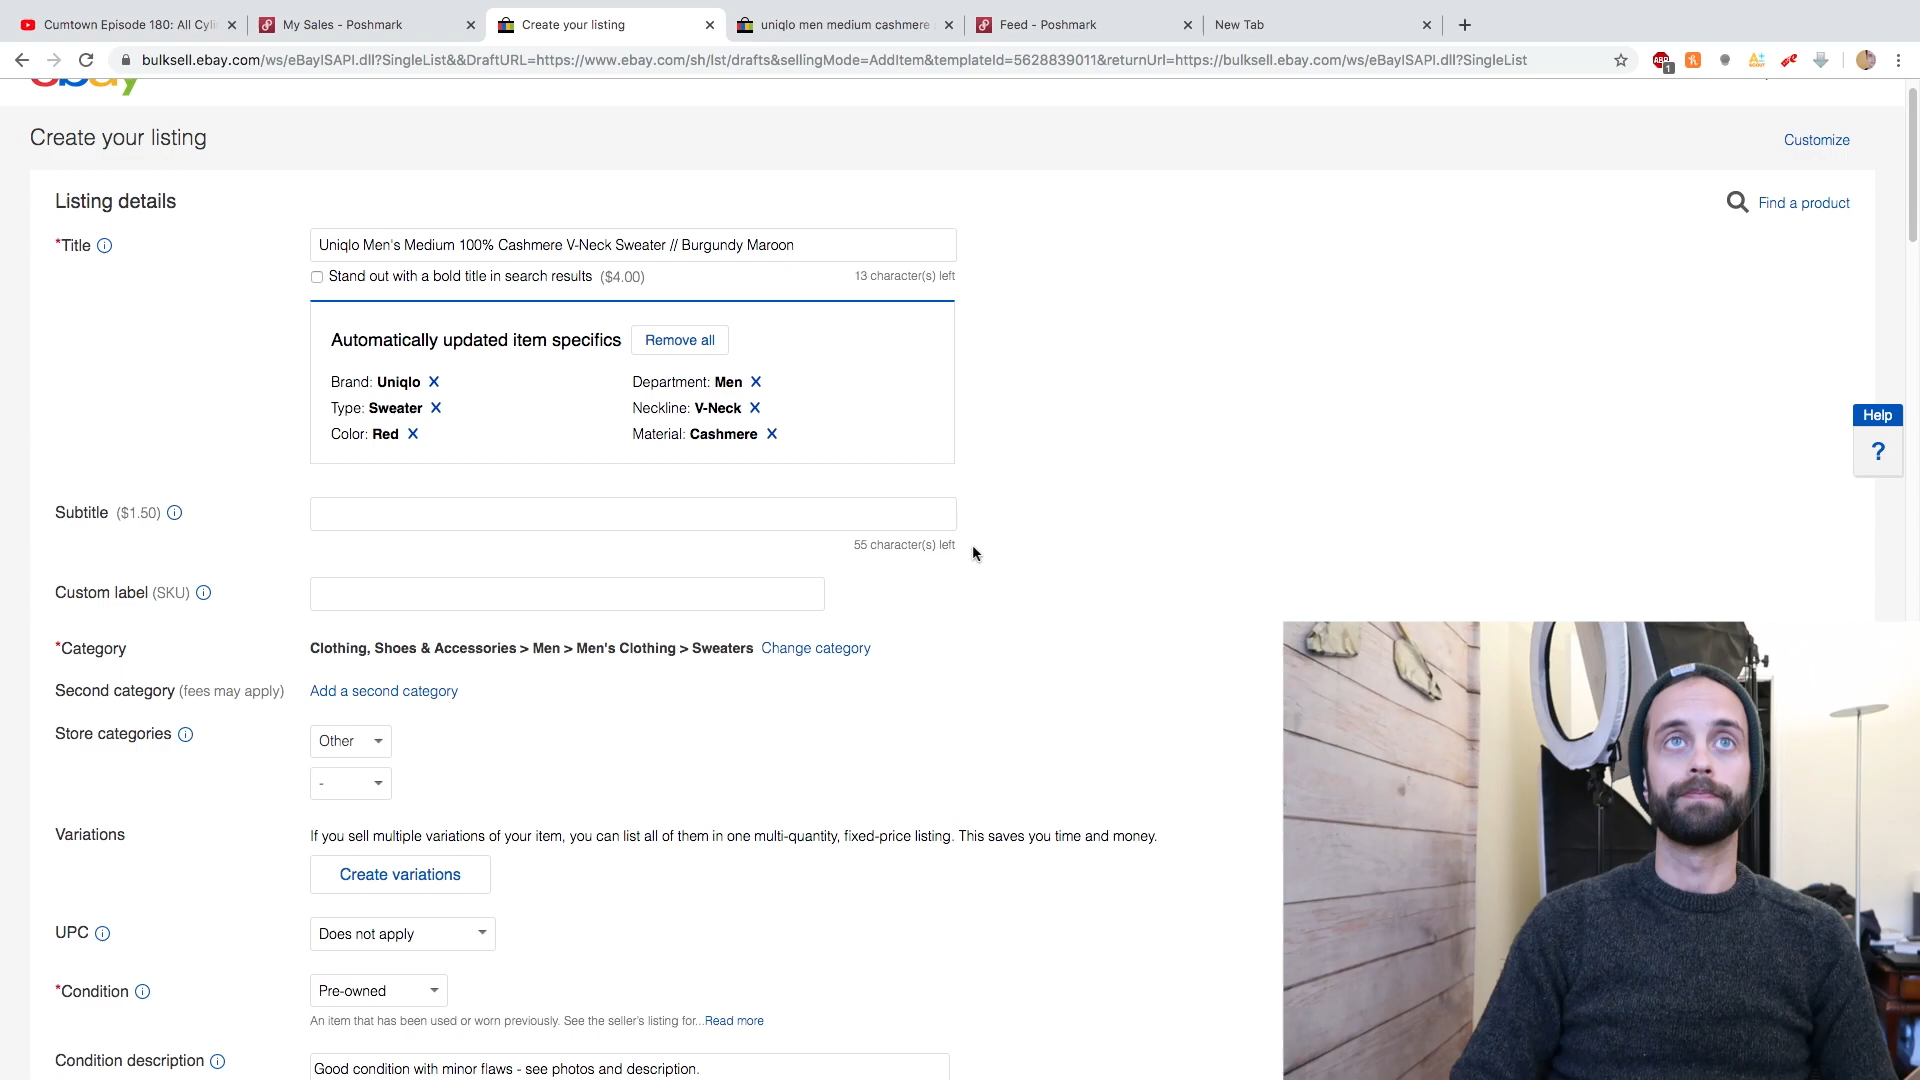 Cumtown Episode 180: All Cyli
My Sales - Poshmark
Create your listing
uniqlo men medium cashmere
Feed - Poshmark
New Tab
bulksell.ebay.com/ws/eBayISAPI.dll?SingleList&&DraftURL=https://www.ebay.com/sh/lst/drafts&sellingMode=AddItem&templateId=5628839011&returnUrl=https://bulksell.ebay.com/ws/eBayISAPI.dll?SingleList
ABP 1
ebay
Create your listing
Customize
Listing details
Find a product
*Title
Uniqlo Men's Medium 100% Cashmere V-Neck Sweater // Burgundy Maroon
Stand out with a bold title in search results ($4.00)
13 character(s) left
Automatically updated item specifics
Remove all
Brand: Uniqlo X
Department: Men X
Type: Sweater X
Neckline: V-Neck X
Color: Red X
Material: Cashmere X
Help
?
Subtitle ($1.50)
55 character(s) left
Custom label (SKU)
*Category
Clothing, Shoes & Accessories > Men > Men's Clothing > Sweaters Change category
Second category (fees may apply)
Add a second category
Store categories
Other
-
Variations
If you sell multiple variations of your item, you can list all of them in one multi-quantity, fixed-price listing. This saves you time and money.
Create variations
UPC
Does not apply
*Condition
Pre-owned
An item that has been used or worn previously. See the seller's listing for...Read more
Condition description
Good condition with minor flaws - see photos and description.